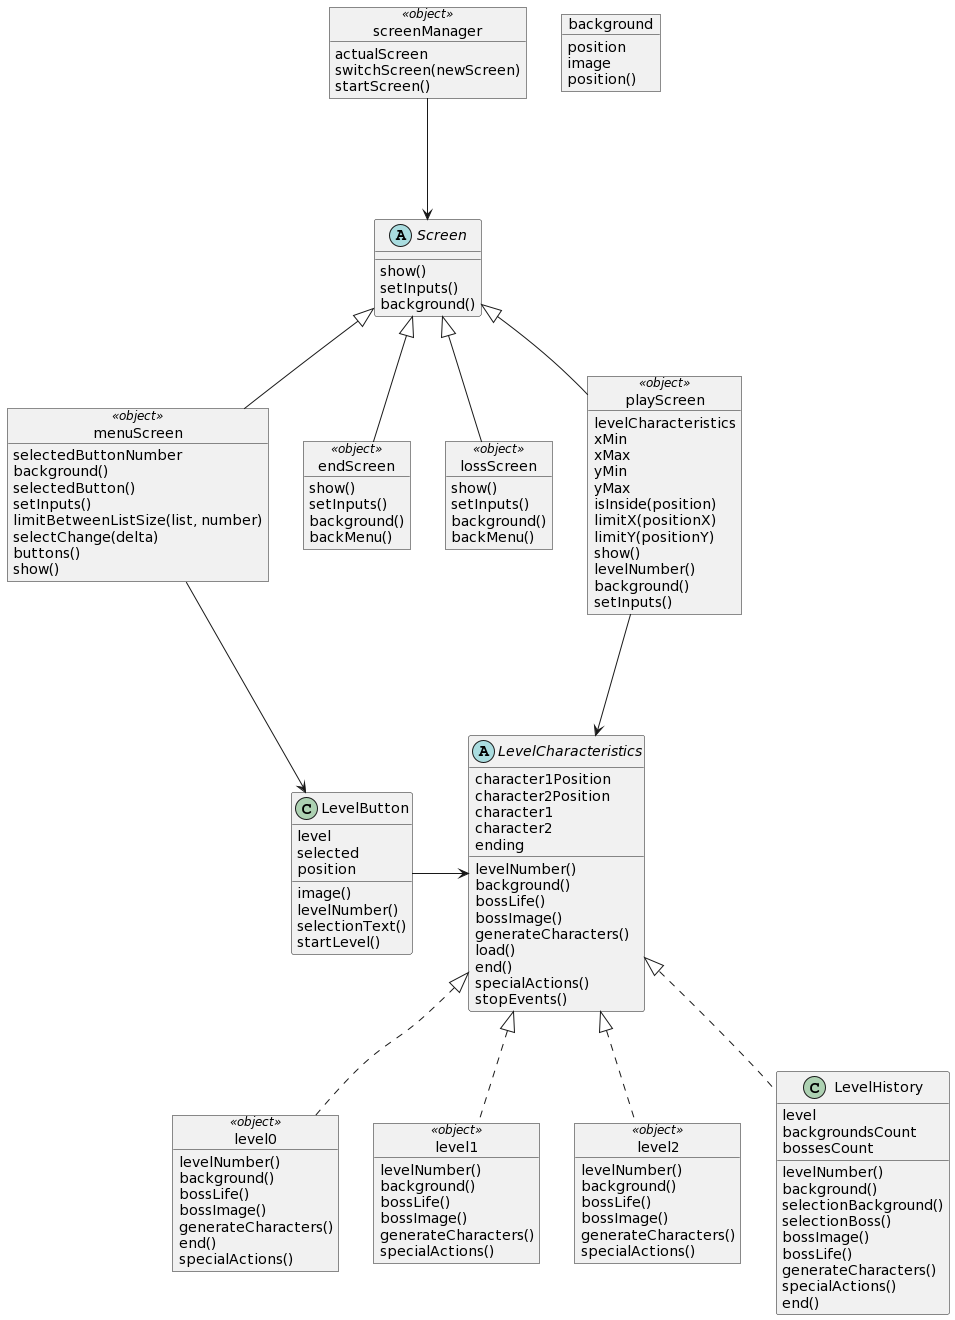 «object»
screenManager
actualScreen
switchScreen(newScreen)
startScreen()
background
position
image
position()
A Screen
show()
setInputs()
background()
«object»
menuScreen
selectedButtonNumber
background()
selectedButton()
setInputs()
limitBetweenListSize(list, number)
selectChange(delta)
buttons()
show()
«object»
endScreen
show()
setInputs()
background()
backMenu()
«object»
lossScreen
show()
setInputs()
background()
backMenu()
«object»
playScreen
levelCharacteristics
xMin
xMax
yMin
yMax
isInside(position)
limitX(positionX)
limitY(positionY)
show()
levelNumber()
background()
setInputs()
C LevelButton
level
selected
position
image()
levelNumber()
selectionText()
startLevel()
A LevelCharacteristics
character1Position
character2Position
character1
character2
ending
levelNumber()
background()
bossLife()
bossImage()
generateCharacters()
load()
end()
specialActions()
stopEvents()
«object»
level0
levelNumber()
background()
bossLife()
bossImage()
generateCharacters()
end()
specialActions()
«object»
level1
levelNumber()
background()
bossLife()
bossImage()
generateCharacters()
specialActions()
«object»
level2
levelNumber()
background()
bossLife()
bossImage()
generateCharacters()
specialActions()
C LevelHistory
level
backgroundsCount
bossesCount
levelNumber()
background()
selectionBackground()
selectionBoss()
bossImage()
bossLife()
generateCharacters()
specialActions()
end()